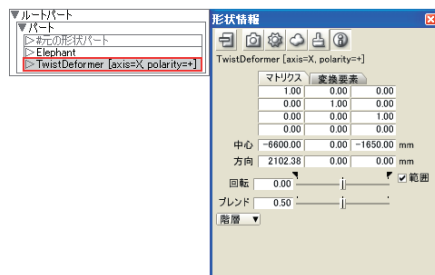 ルートパート
パート
#元の形状パート
Elephant
TwistDeformer [axis=X, polarity=+]
形状情報
TwistDeformer [axis=X, polarity=+]
マトリクス 変換要素
1.00 0.00 0.00
0.00 1.00 0.00
0.00 0.00 1.00
0.00 0.00 0.00
中心 -6600.00 0.00 -1650.00 mm
方向 2102.38 0.00 0.00 mm
回転 0.00 範囲
ブレンド 0.50
階層